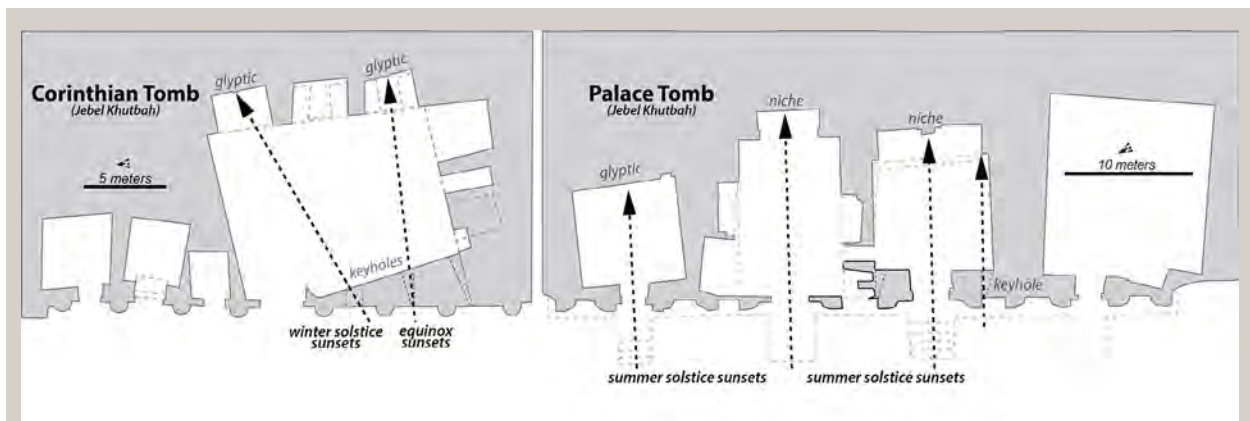 Corinthian Tomb
(Jebel Khutbah)
glyptic
glyptic
5 meters
keyholes
winter solstice
sunsets
equinox
sunsets
Palace Tomb
(Jebel Khutbah)
glyptic
niche
niche
10 meters
keyhole
summer solstice sunsets
summer solstice sunsets